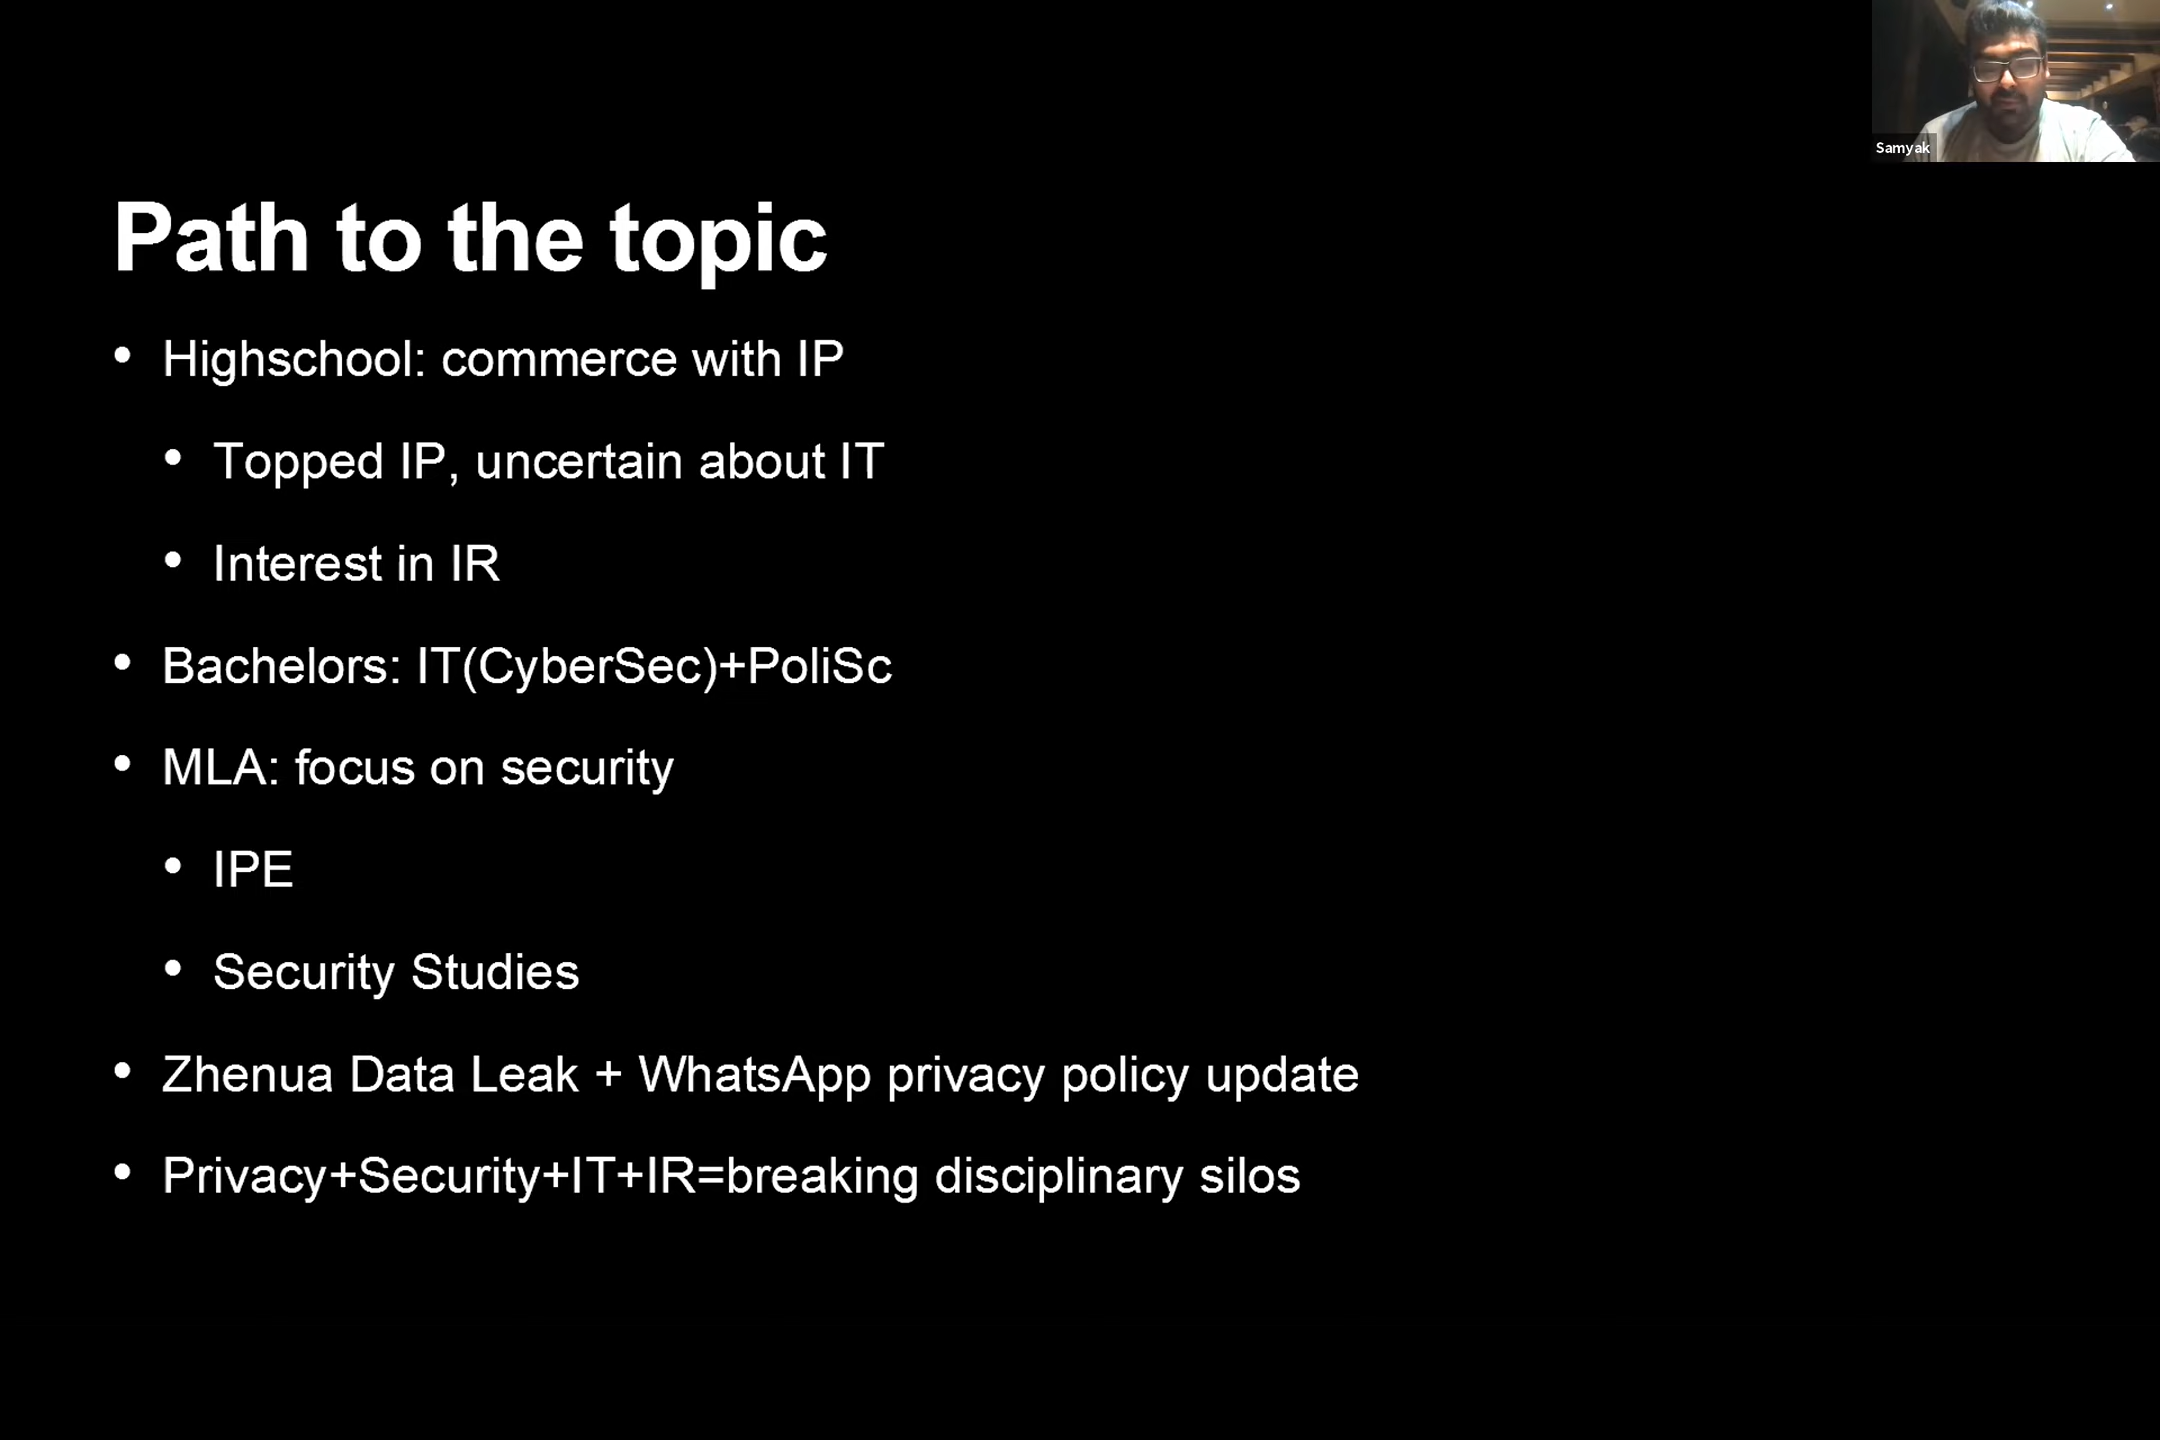 Samyak
Path to the topic
• Highschool: commerce with IP
• Topped IP, uncertain about IT
• Interest in IR
• Bachelors: IT(CyberSec)+PoliSc
• MLA: focus on security
• IPE
• Security Studies
• Zhenua Data Leak + WhatsApp privacy policy update
• Privacy+Security+IT+IR=breaking disciplinary silos